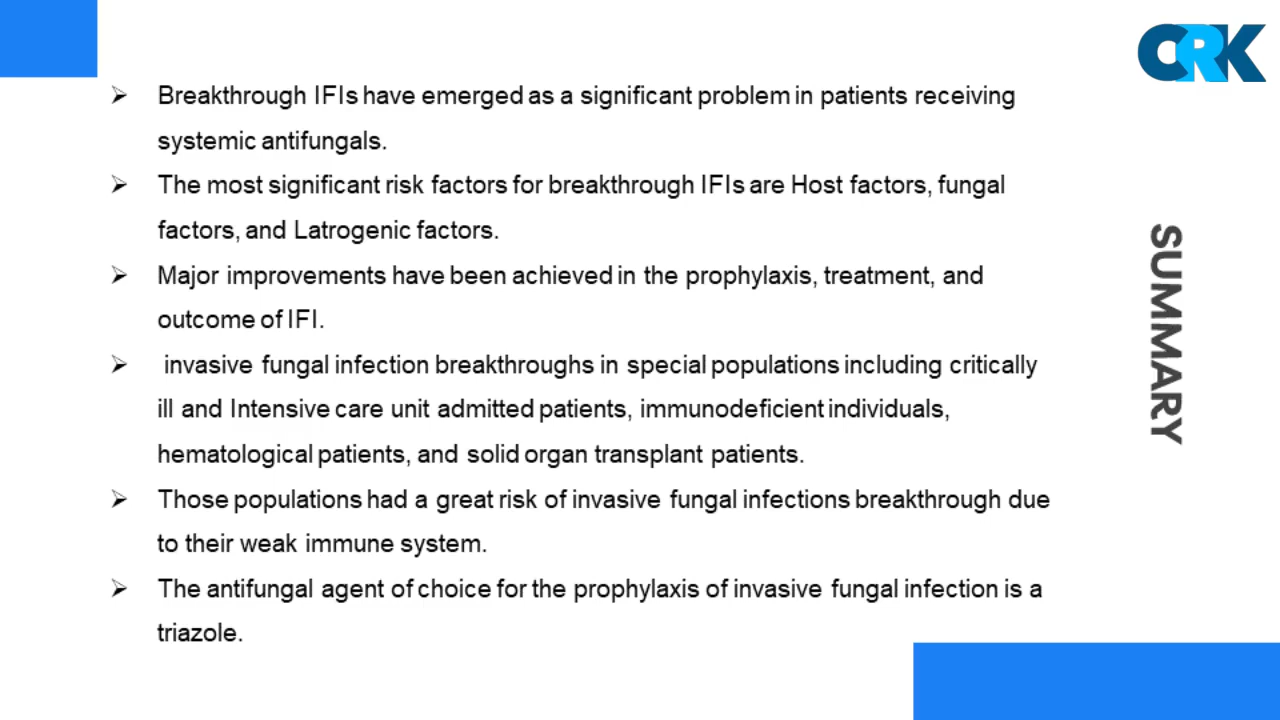 CRK
Breakthrough IFIs have emerged as a significant problem in patients receiving
systemic antifungals.
The most significant risk factors for breakthrough IFIs are Host factors, fungal
factors, and Latrogenic factors.
Major improvements have been achieved in the prophylaxis, treatment, and
outcome of IFI.
invasive fungal infection breakthroughs in special populations including critically
ill and Intensive care unit admitted patients, immunodeficient individuals,
hematological patients, and solid organ transplant patients.
Those populations had a great risk of invasive fungal infections breakthrough due
to their weak immune system.
The antifungal agent of choice for the prophylaxis of invasive fungal infection is a
triazole.
SUMMARY